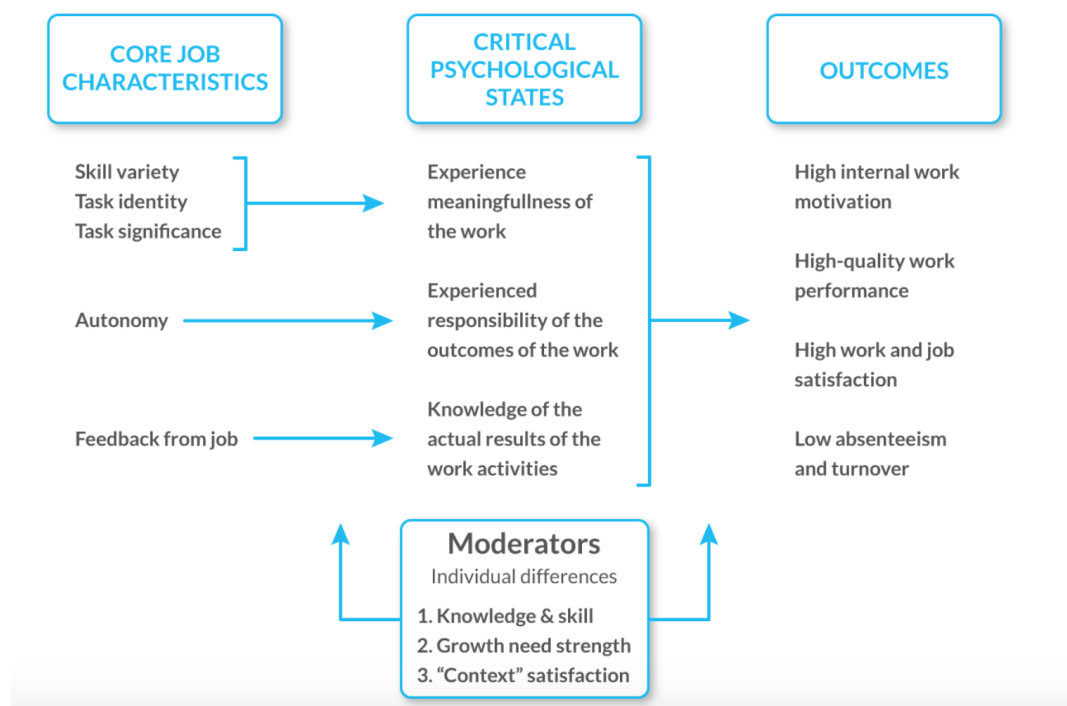 CORE JOB
CHARACTERISTICS
CRITICAL
PSYCHOLOGICAL
STATES
OUTCOMES
Skill variety
Task identity
Task significance
Experience
meaningfullness of
the work
High internal work
motivation
High-quality work
performance
Autonomy
Experienced
responsibility of the
outcomes of the work
High work and job
satisfaction
Feedback from job
Knowledge of the
actual results of the
work activities
Low absenteeism
and turnover
Moderators
Individual differences
1. Knowledge & skill
2. Growth need strength
3. “Context” satisfaction